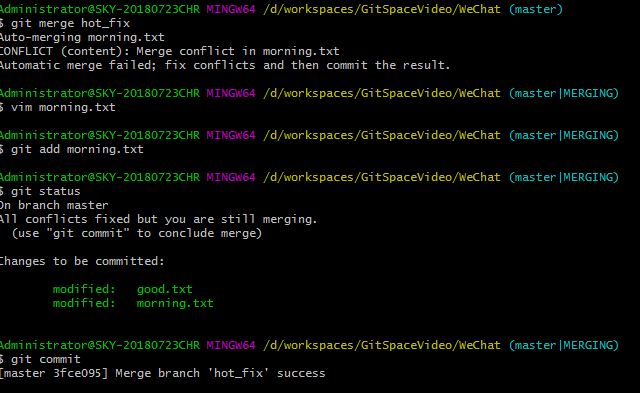 Administrator@SKY-20180723CHR MINGW64 /d/workspaces/GitSpaceVideo/WeChat (master)
$ git merge hot_fix
Auto-merging morning.txt
CONFLICT (content): Merge conflict in morning.txt
Automatic merge failed; fix conflicts and then commit the result.
Administrator@SKY-20180723CHR MINGW64 /d/workspaces/GitSpaceVideo/WeChat (master|MERGING)
$ vim morning.txt
Administrator@SKY-20180723CHR MINGW64 /d/workspaces/GitSpaceVideo/WeChat (master|MERGING)
$ git add morning.txt
Administrator@SKY-20180723CHR MINGW64 /d/workspaces/GitSpaceVideo/WeChat (master|MERGING)
$ git status
On branch master
All conflicts fixed but you are still merging.
(use "git commit" to conclude merge)
Changes to be committed:
modified: good.txt
modified: morning.txt
Administrator@SKY-20180723CHR MINGW64 /d/workspaces/GitSpaceVideo/WeChat (master|MERGING)
$ git commit
[master 3fce095] Merge branch 'hot_fix' success